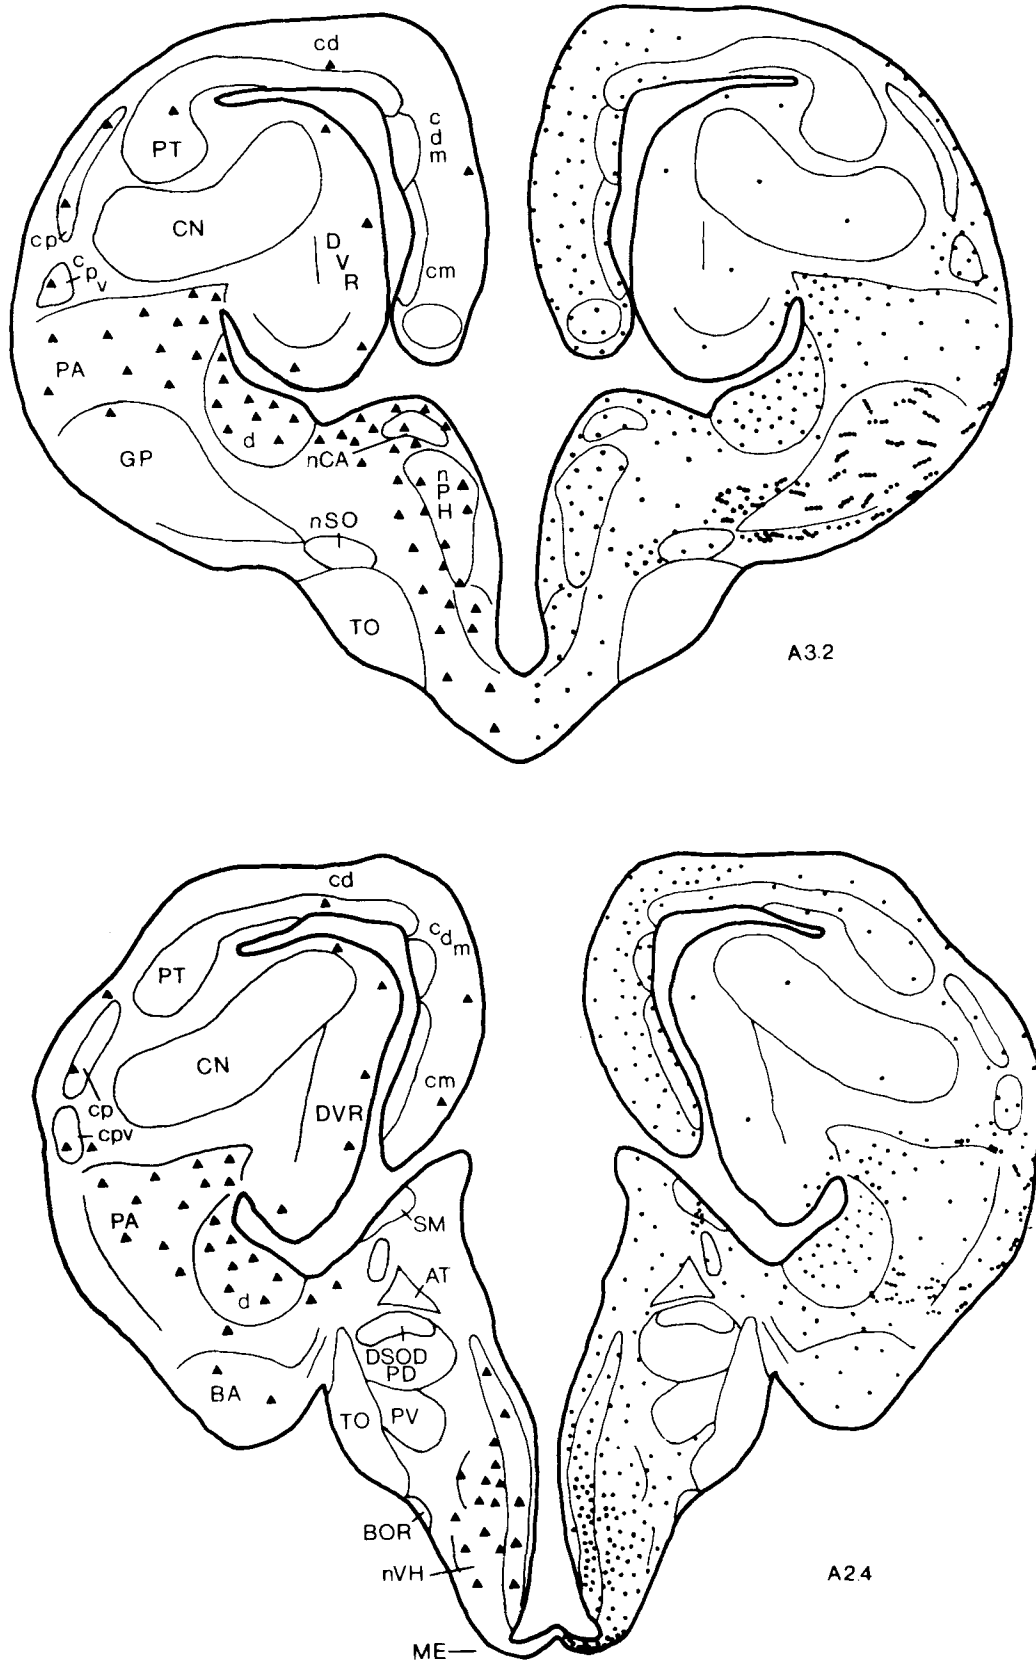 cd
c
d
m
PT
CN
cp
c
p
v
D
V
R
cm
PA
d
nCA
GP
n
P
H
nSO
TO
A3.2
cd
c
d
m
PT
CN
cm
cp
DVR
cpv
PA
SM
AT
d
DSOD
PD
BA
TO
PV
BOR
nVH
A2.4
ME